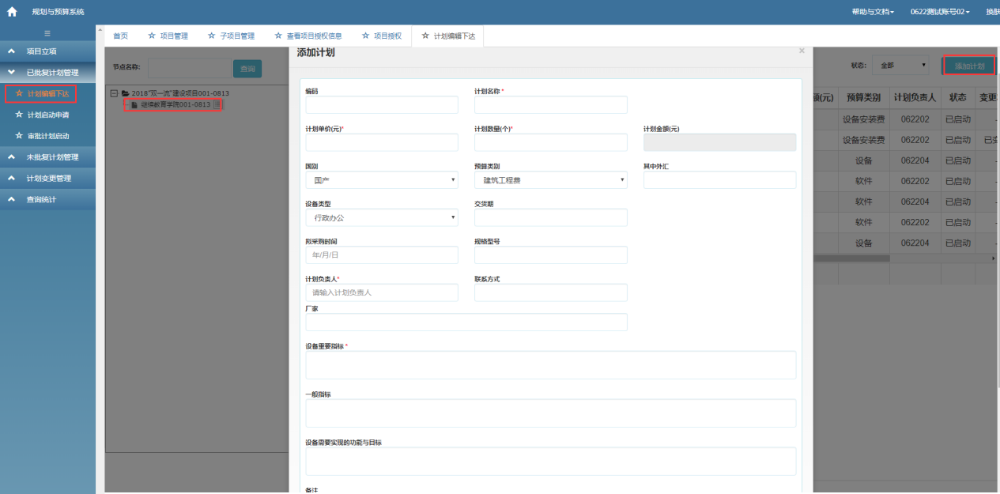 规划与预算系统
帮助与文档
0622测试账号02
换肤
项目立项
已批复计划管理
计划编辑下达
计划启动申请
审批计划启动
未批复计划管理
计划变更管理
查询统计
首页
项目管理
子项目管理
查看项目授权信息
项目授权
计划编辑下达
节点名称:
查询
2018"双一流"建设项目001-0813
继续教育学院001-0813
添加计划
×
编码
计划名称 *
计划单价(元)*
计划数量(个)*
计划金额(元)
国别
预算类别
其中外汇
国产
建筑工程费
设备类型
交货期
行政办公
拟采购时间
规格型号
年/月/日
计划负责人*
联系方式
请输入计划负责人
厂家
设备重要指标 *
一般指标
设备需要实现的功能与目标
备注
状态:
全部
添加计划
(元) 预算类别 计划负责人 状态 变更
设备安装费 062202 已启动 -
设备安装费 062202 已启动 已变
设备 062204 已启动 -
软件 062202 已启动 -
软件 062204 已启动 -
软件 062202 已启动 -
设备 062204 已启动 -